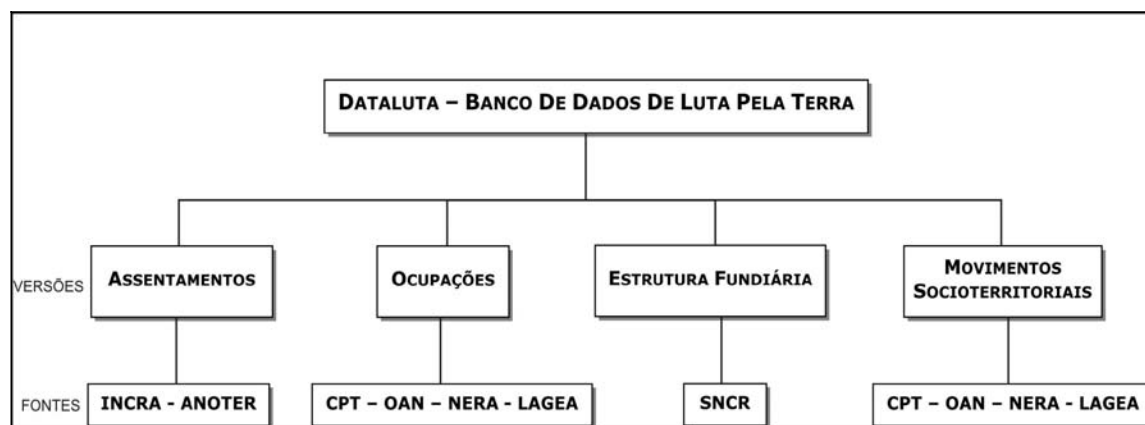 DATALUTA – BANCO DE DADOS DE LUTA PELA TERRA
VERSÕES
ASSENTAMENTOS
OCUPAÇÕES
ESTRUTURA FUNDIÁRIA
MOVIMENTOS
SOCIOTERRITORIAIS
FONTES
INCRA - ANOTER
CPT – OAN – NERA - LAGEA
SNCR
CPT – OAN – NERA - LAGEA